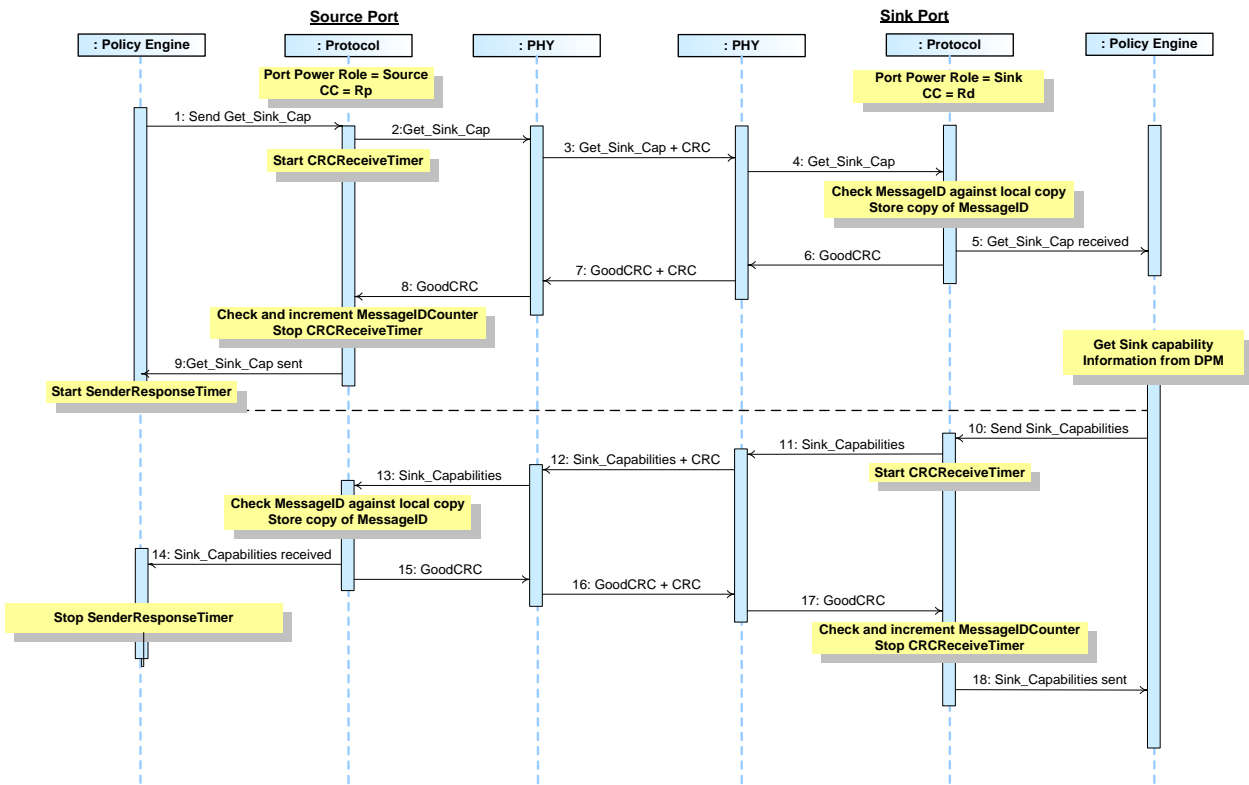 Source Port
Sink Port
: Policy Engine
: Protocol
: PHY
: PHY
: Protocol
: Policy Engine
Port Power Role = Source
CC = Rp
Port Power Role = Sink
CC = Rd
1: Send Get_Sink_Cap
2:Get_Sink_Cap
3: Get_Sink_Cap + CRC
Start CRCReceiveTimer
4: Get_Sink_Cap
Check MessageID against local copy
Store copy of MessageID
5: Get_Sink_Cap received
6: GoodCRC
7: GoodCRC + CRC
8: GoodCRC
Check and increment MessageIDCounter
Stop CRCReceiveTimer
Get Sink capability
Information from DPM
9:Get_Sink_Cap sent
Start SenderResponseTimer
10: Send Sink_Capabilities
11: Sink_Capabilities
12: Sink_Capabilities + CRC
Start CRCReceiveTimer
13: Sink_Capabilities
Check MessageID against local copy
Store copy of MessageID
14: Sink_Capabilities received
15: GoodCRC
16: GoodCRC + CRC
17: GoodCRC
Stop SenderResponseTimer
Check and increment MessageIDCounter
Stop CRCReceiveTimer
18: Sink_Capabilities sent